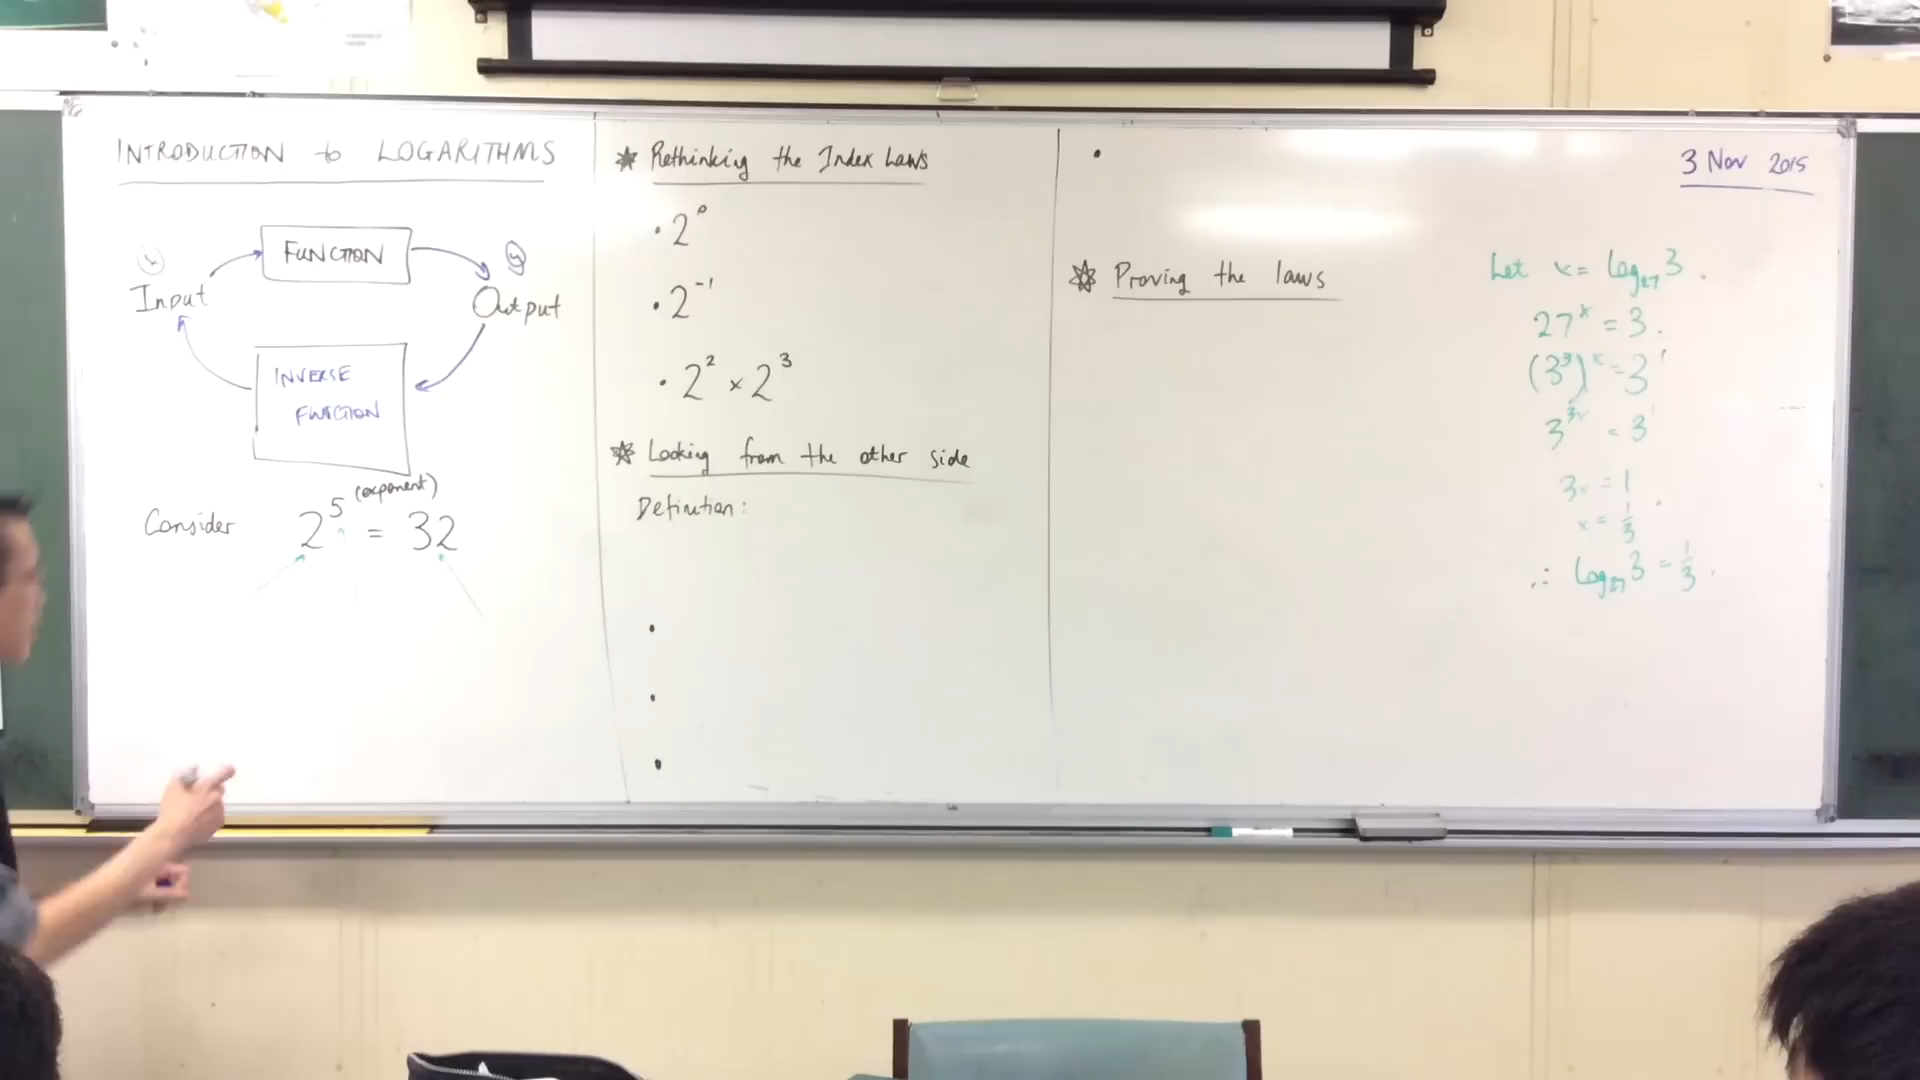 INTRODUCTION to LOGARITHMS
FUNCTION
x
y
Input
Output
INVERSE
FUNCTION
(exponent)
Consider 2⁵ = 32
* Rethinking the Index Laws
• 2⁰
• 2⁻¹
• 2² × 2³
* Looking from the other side
Definition:
•
•
•
•
* Proving the laws
3 Nov 2015
Let x = log₂₇ 3.
27ˣ = 3.
(3³)ˣ = 3¹
3³ˣ = 3¹
3x = 1
x = 1/3
∴ log₂₇ 3 = 1/3.